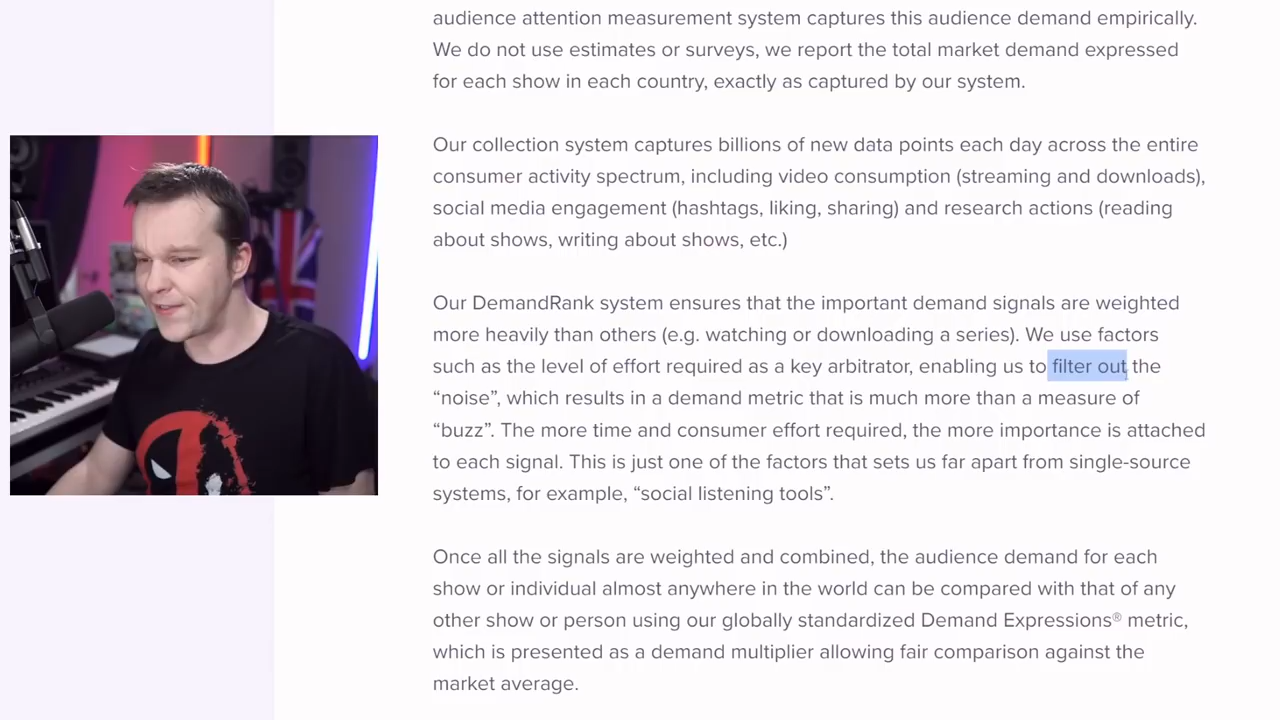 audience attention measurement system captures this audience demand empirically.
We do not use estimates or surveys, we report the total market demand expressed
for each show in each country, exactly as captured by our system.
Our collection system captures billions of new data points each day across the entire
consumer activity spectrum, including video consumption (streaming and downloads),
social media engagement (hashtags, liking, sharing) and research actions (reading
about shows, writing about shows, etc.)
Our DemandRank system ensures that the important demand signals are weighted
more heavily than others (e.g. watching or downloading a series). We use factors
such as the level of effort required as a key arbitrator, enabling us to filter out the
“noise”, which results in a demand metric that is much more than a measure of
“buzz”. The more time and consumer effort required, the more importance is attached
to each signal. This is just one of the factors that sets us far apart from single-source
systems, for example, “social listening tools”.
Once all the signals are weighted and combined, the audience demand for each
show or individual almost anywhere in the world can be compared with that of any
other show or person using our globally standardized Demand Expressions® metric,
which is presented as a demand multiplier allowing fair comparison against the
market average.